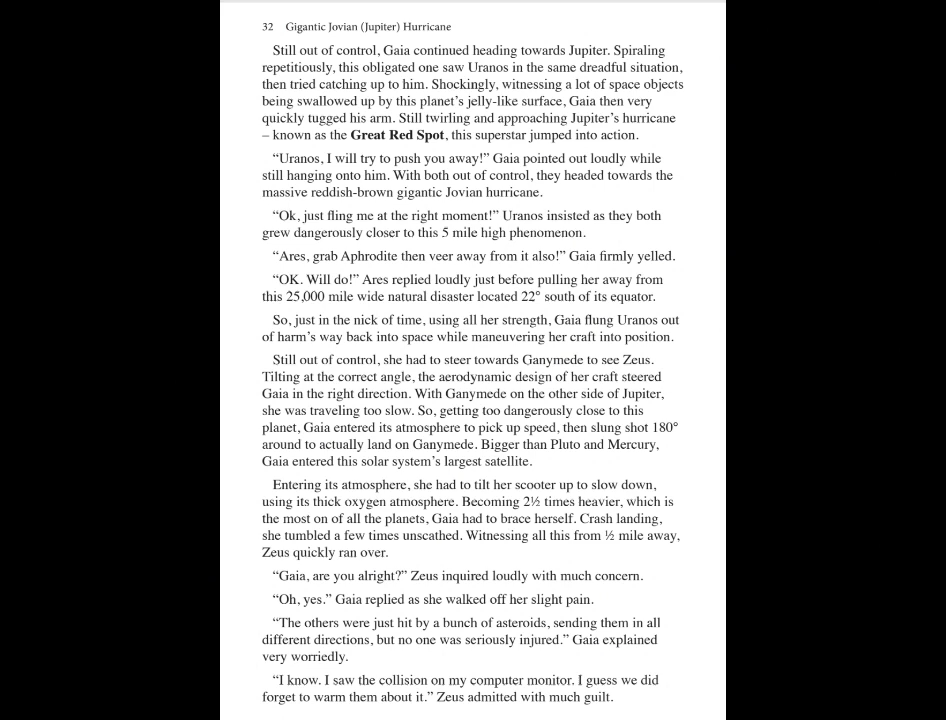 32 Gigantic Jovian (Jupiter) Hurricane
Still out of control, Gaia continued heading towards Jupiter. Spiraling
repetitiously, this obligated one saw Uranos in the same dreadful situation,
then tried catching up to him. Shockingly, witnessing a lot of space objects
being swallowed up by this planet’s jelly-like surface, Gaia then very
quickly tugged his arm. Still twirling and approaching Jupiter’s hurricane
– known as the Great Red Spot, this superstar jumped into action.
“Uranos, I will try to push you away!” Gaia pointed out loudly while
still hanging onto him. With both out of control, they headed towards the
massive reddish-brown gigantic Jovian hurricane.
“Ok, just fling me at the right moment!” Uranos insisted as they both
grew dangerously closer to this 5 mile high phenomenon.
“Ares, grab Aphrodite then veer away from it also!” Gaia firmly yelled.
“OK. Will do!” Ares replied loudly just before pulling her away from
this 25,000 mile wide natural disaster located 22° south of its equator.
So, just in the nick of time, using all her strength, Gaia flung Uranos out
of harm’s way back into space while maneuvering her craft into position.
Still out of control, she had to steer towards Ganymede to see Zeus.
Tilting at the correct angle, the aerodynamic design of her craft steered
Gaia in the right direction. With Ganymede on the other side of Jupiter,
she was traveling too slow. So, getting too dangerously close to this
planet, Gaia entered its atmosphere to pick up speed, then slung shot 180°
around to actually land on Ganymede. Bigger than Pluto and Mercury,
Gaia entered this solar system’s largest satellite.
Entering its atmosphere, she had to tilt her scooter up to slow down,
using its thick oxygen atmosphere. Becoming 2½ times heavier, which is
the most on of all the planets, Gaia had to brace herself. Crash landing,
she tumbled a few times unscathed. Witnessing all this from ½ mile away,
Zeus quickly ran over.
“Gaia, are you alright?” Zeus inquired loudly with much concern.
“Oh, yes.” Gaia replied as she walked off her slight pain.
“The others were just hit by a bunch of asteroids, sending them in all
different directions, but no one was seriously injured.” Gaia explained
very worriedly.
“I know. I saw the collision on my computer monitor. I guess we did
forget to warm them about it.” Zeus admitted with much guilt.